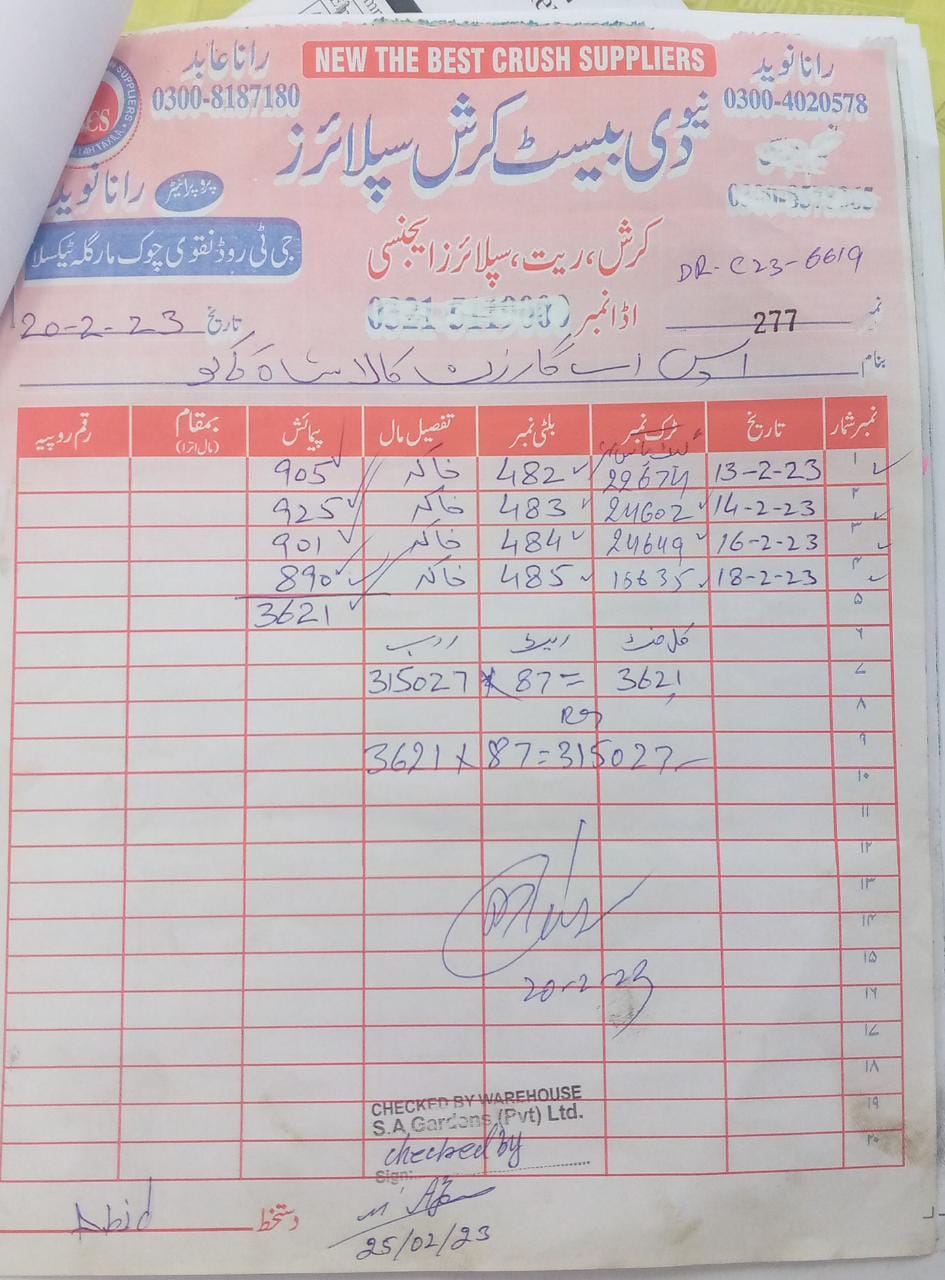 NEW THE BEST CRUSH SUPPLIERS
رانا نوید
0300-4020578
رانا عابد
0300-8187180
SUPPLIERS
CS
TAXILA
نیو دی بیسٹ کرش سپلائرز
پروپرائیٹر
رانا نوید
کرش، ریت، سپلائرز ایجنسی
جی ٹی روڈ نقوی چوک مارگلہ ٹیکسلا
DR-C23-6619
اڈا نمبر
نمبر 277
تاریخ 20-2-23
بنام ایس اے گارڈن کالا شاہ کاکو
نمبر شمار تاریخ ٹرک نمبر بلٹی نمبر تفصیل مال پیمائش بمقام (مال اترا) رقم روپیہ
۱ 13-2-23 22674 482 خاکہ 905
۲ 14-2-23 24602 483 خاکہ 925
۳ 16-2-23 24649 484 خاکہ 901
۴ 18-2-23 15635 485 خاکہ 890
۵ 3621
۶ کل فٹ ریٹ روپے
۷ 3621 87= 315027
۸ Rs
۹ 3621 x 87=315027
۱۰
۱۱
۱۲
۱۳
۱۴
۱۵
20-2-23
۱۶
۱۷
۱۸
CHECKED BY WAREHOUSE
۱۹
S.A Gardens (Pvt) Ltd.
checked by
۲۰
Sign:
دستخط Abid
25/02/23